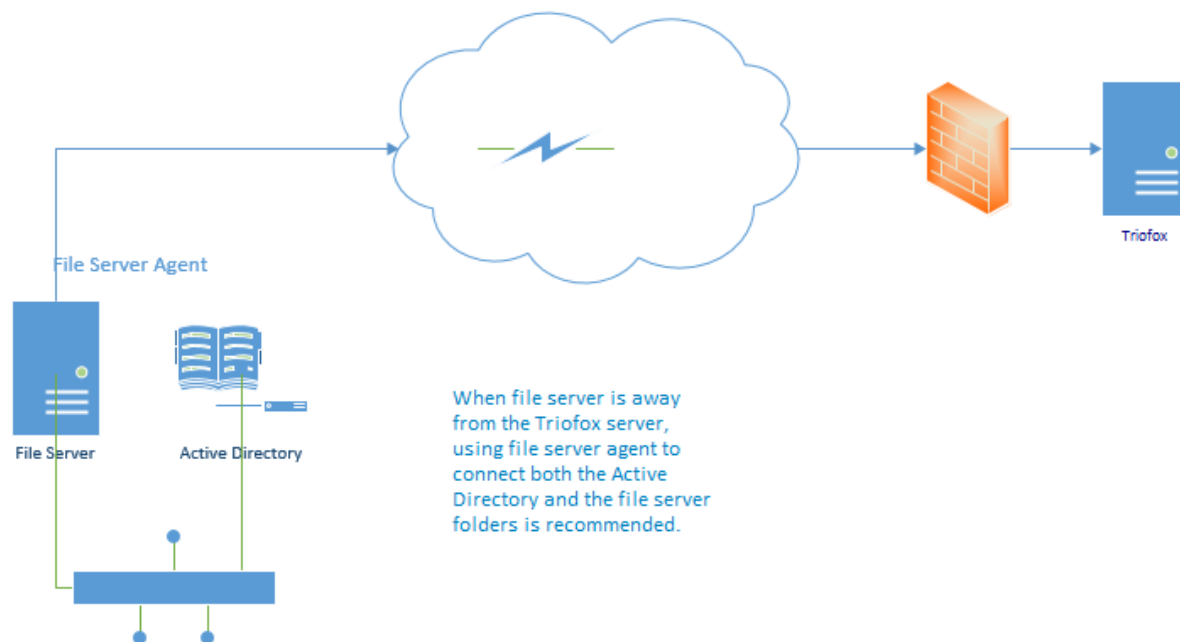 Triofox
File Server Agent
File Server
Active Directory
When file server is away
from the Triofox server,
using file server agent to
connect both the Active
Directory and the file server
folders is recommended.